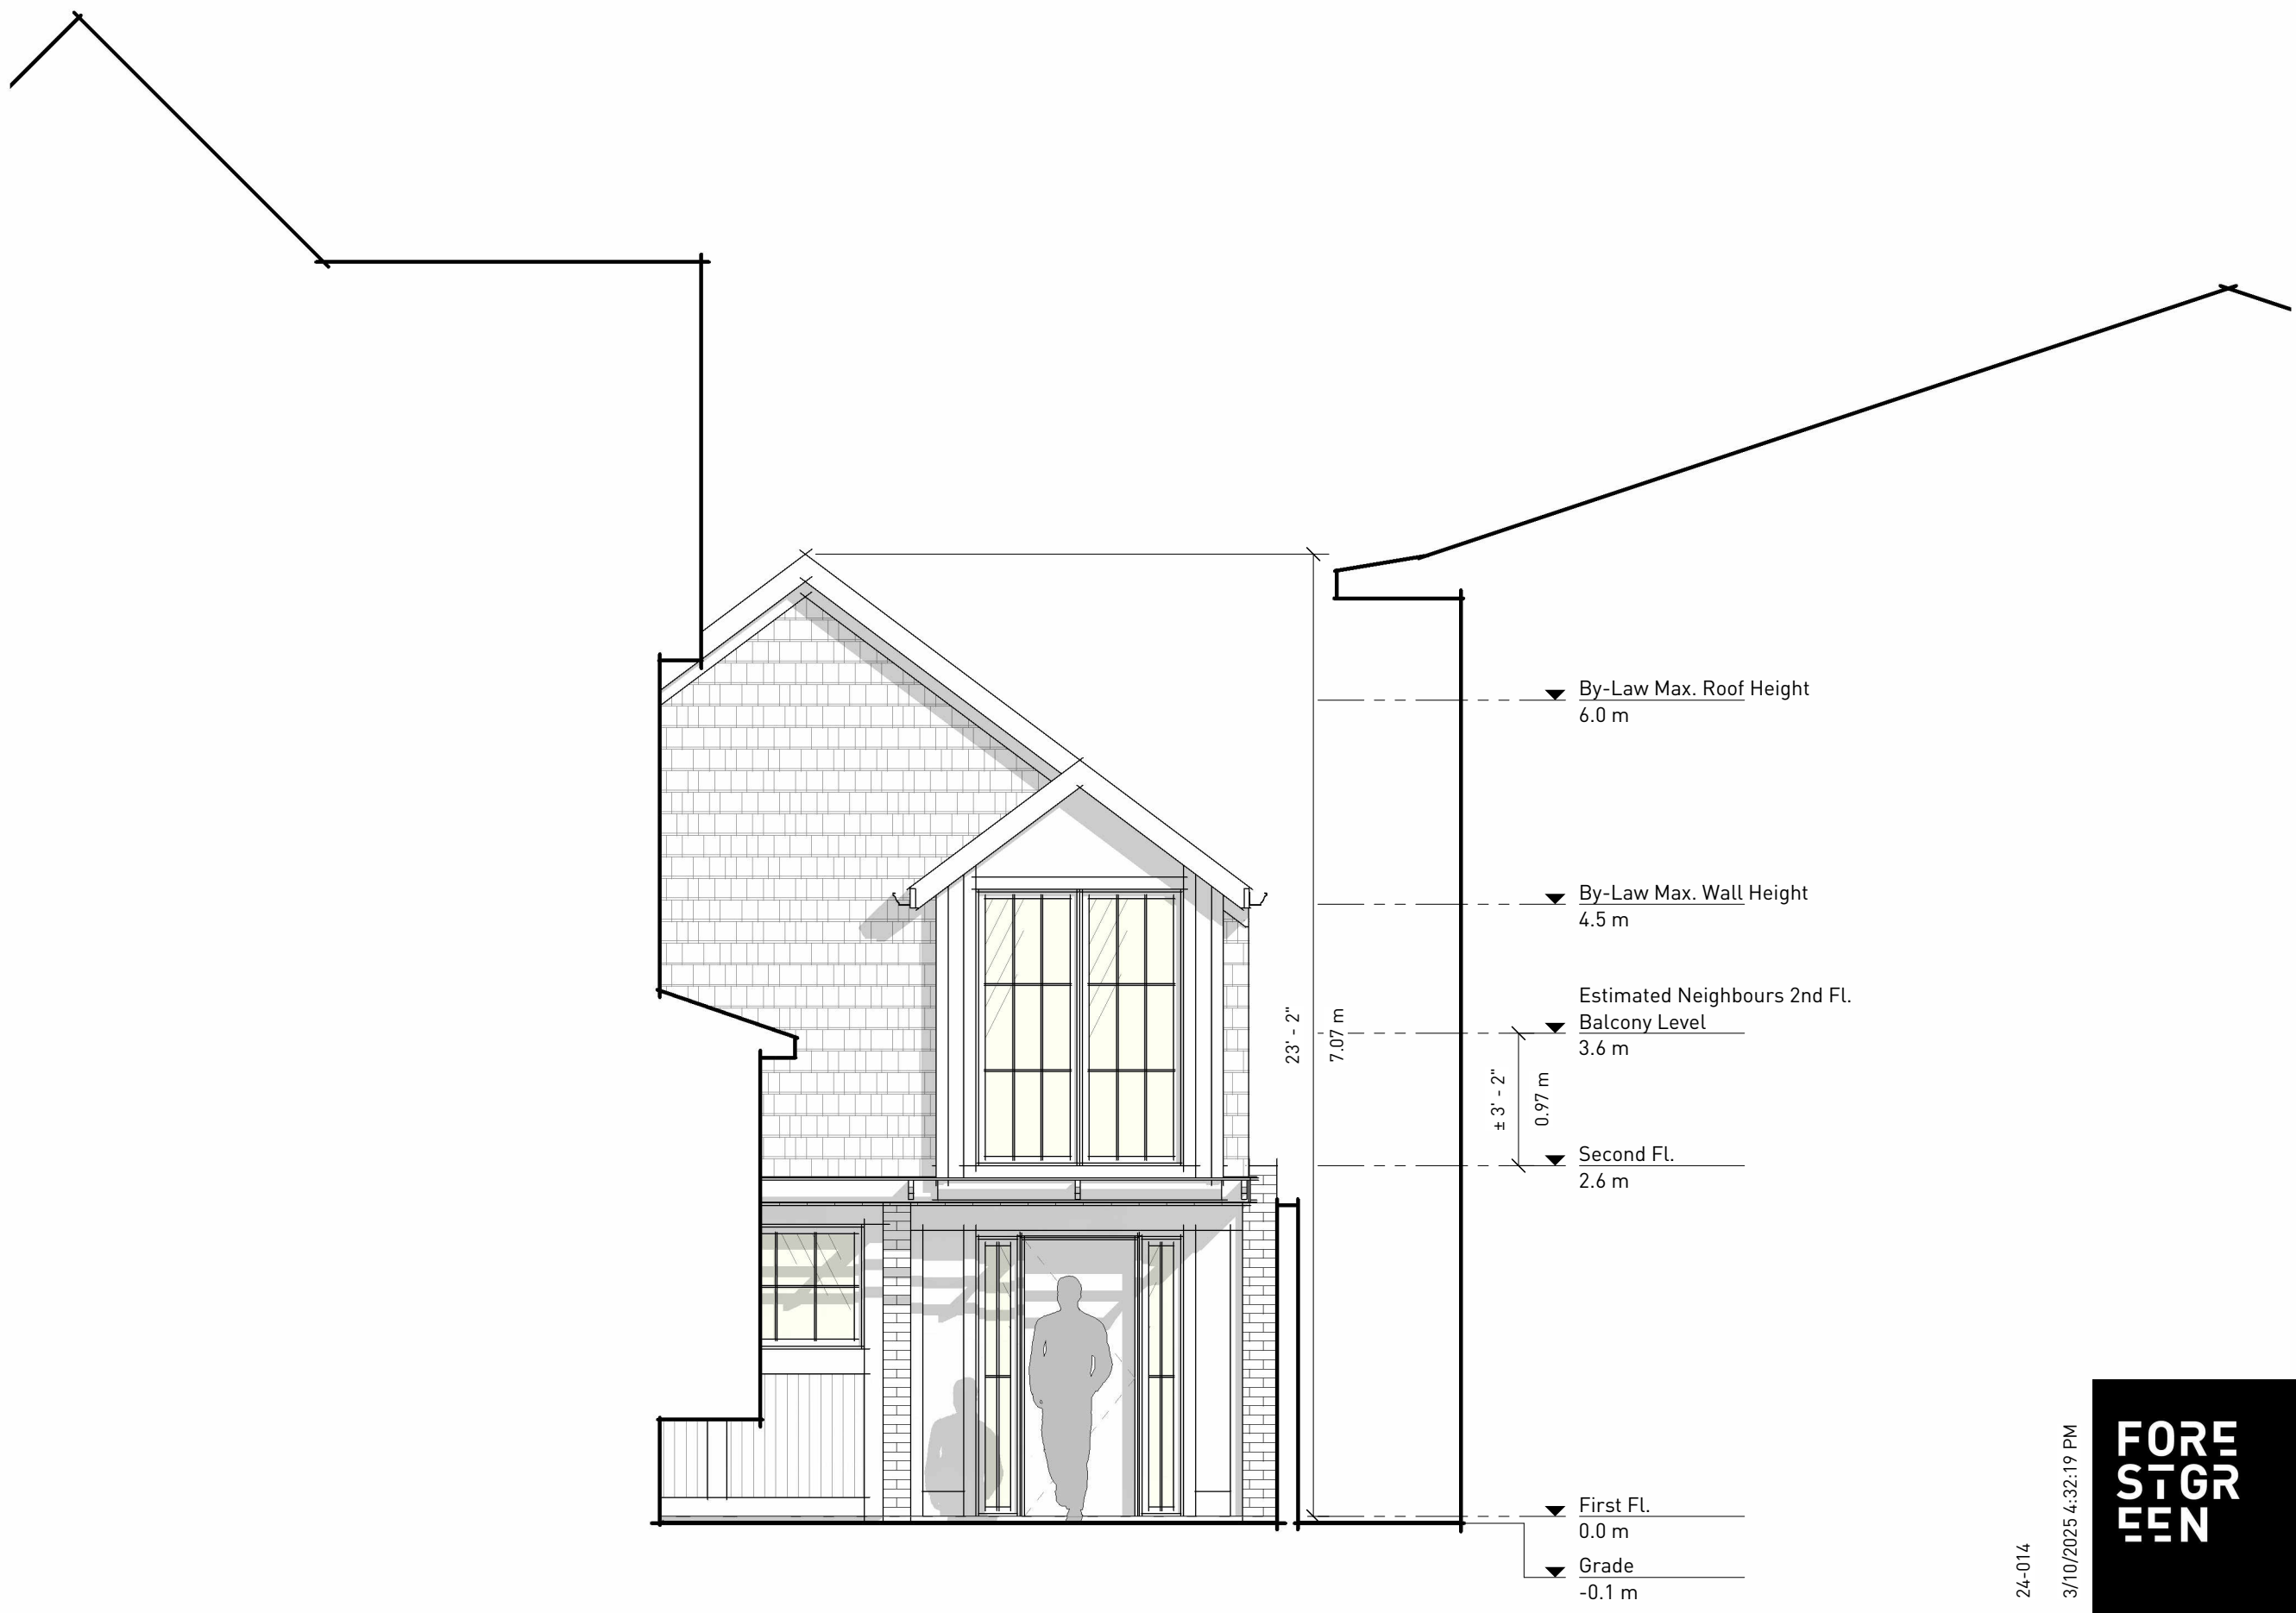 By-Law Max. Roof Height
6.0 m
By-Law Max. Wall Height
4.5 m
Estimated Neighbours 2nd Fl.
Balcony Level
3.6 m
23' - 2"
7.07 m
± 3' - 2"
0.97 m
Second Fl.
2.6 m
First Fl.
0.0 m
Grade
-0.1 m
24-014
3/10/2025 4:32:19 PM
FORE
STGR
EEN